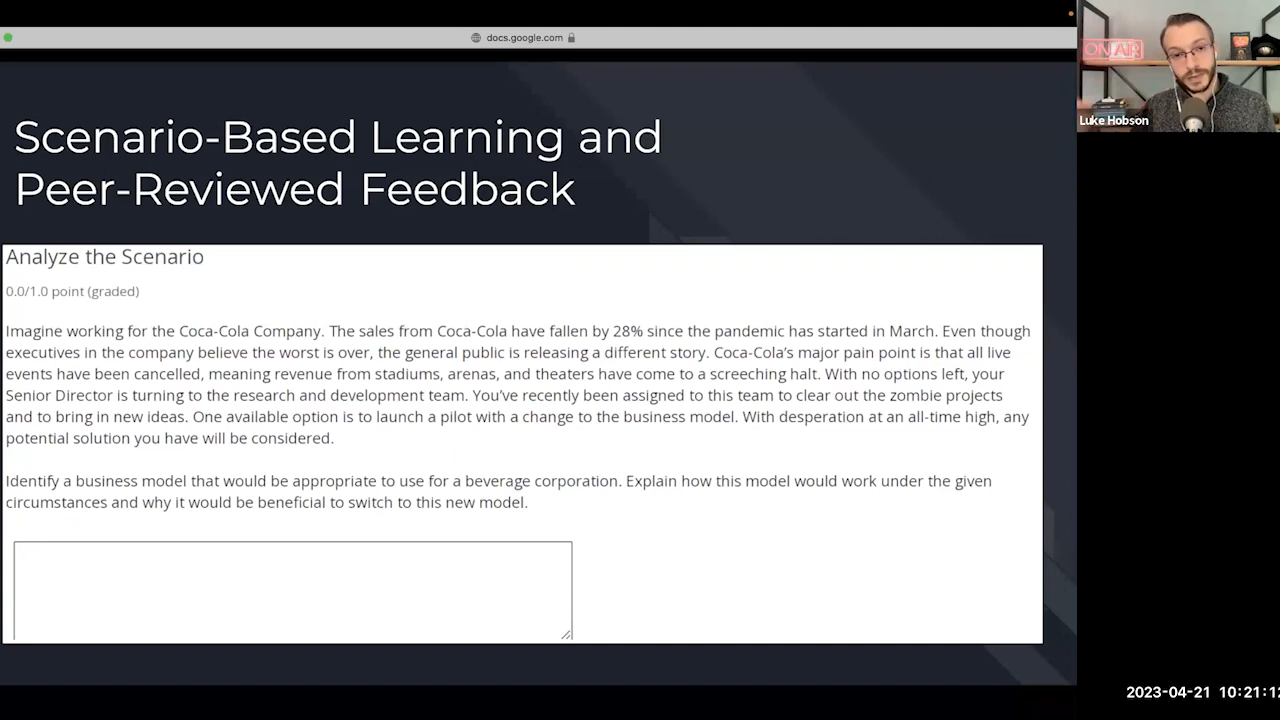 docs.google.com
ON AIR
Luke Hobson
Scenario-Based Learning and
Peer-Reviewed Feedback
Analyze the Scenario
0.0/1.0 point (graded)
Imagine working for the Coca-Cola Company. The sales from Coca-Cola have fallen by 28% since the pandemic has started in March. Even though
executives in the company believe the worst is over, the general public is releasing a different story. Coca-Cola’s major pain point is that all live
events have been cancelled, meaning revenue from stadiums, arenas, and theaters have come to a screeching halt. With no options left, your
Senior Director is turning to the research and development team. You’ve recently been assigned to this team to clear out the zombie projects
and to bring in new ideas. One available option is to launch a pilot with a change to the business model. With desperation at an all-time high, any
potential solution you have will be considered.
Identify a business model that would be appropriate to use for a beverage corporation. Explain how this model would work under the given
circumstances and why it would be beneficial to switch to this new model.
2023-04-21 10:21:12